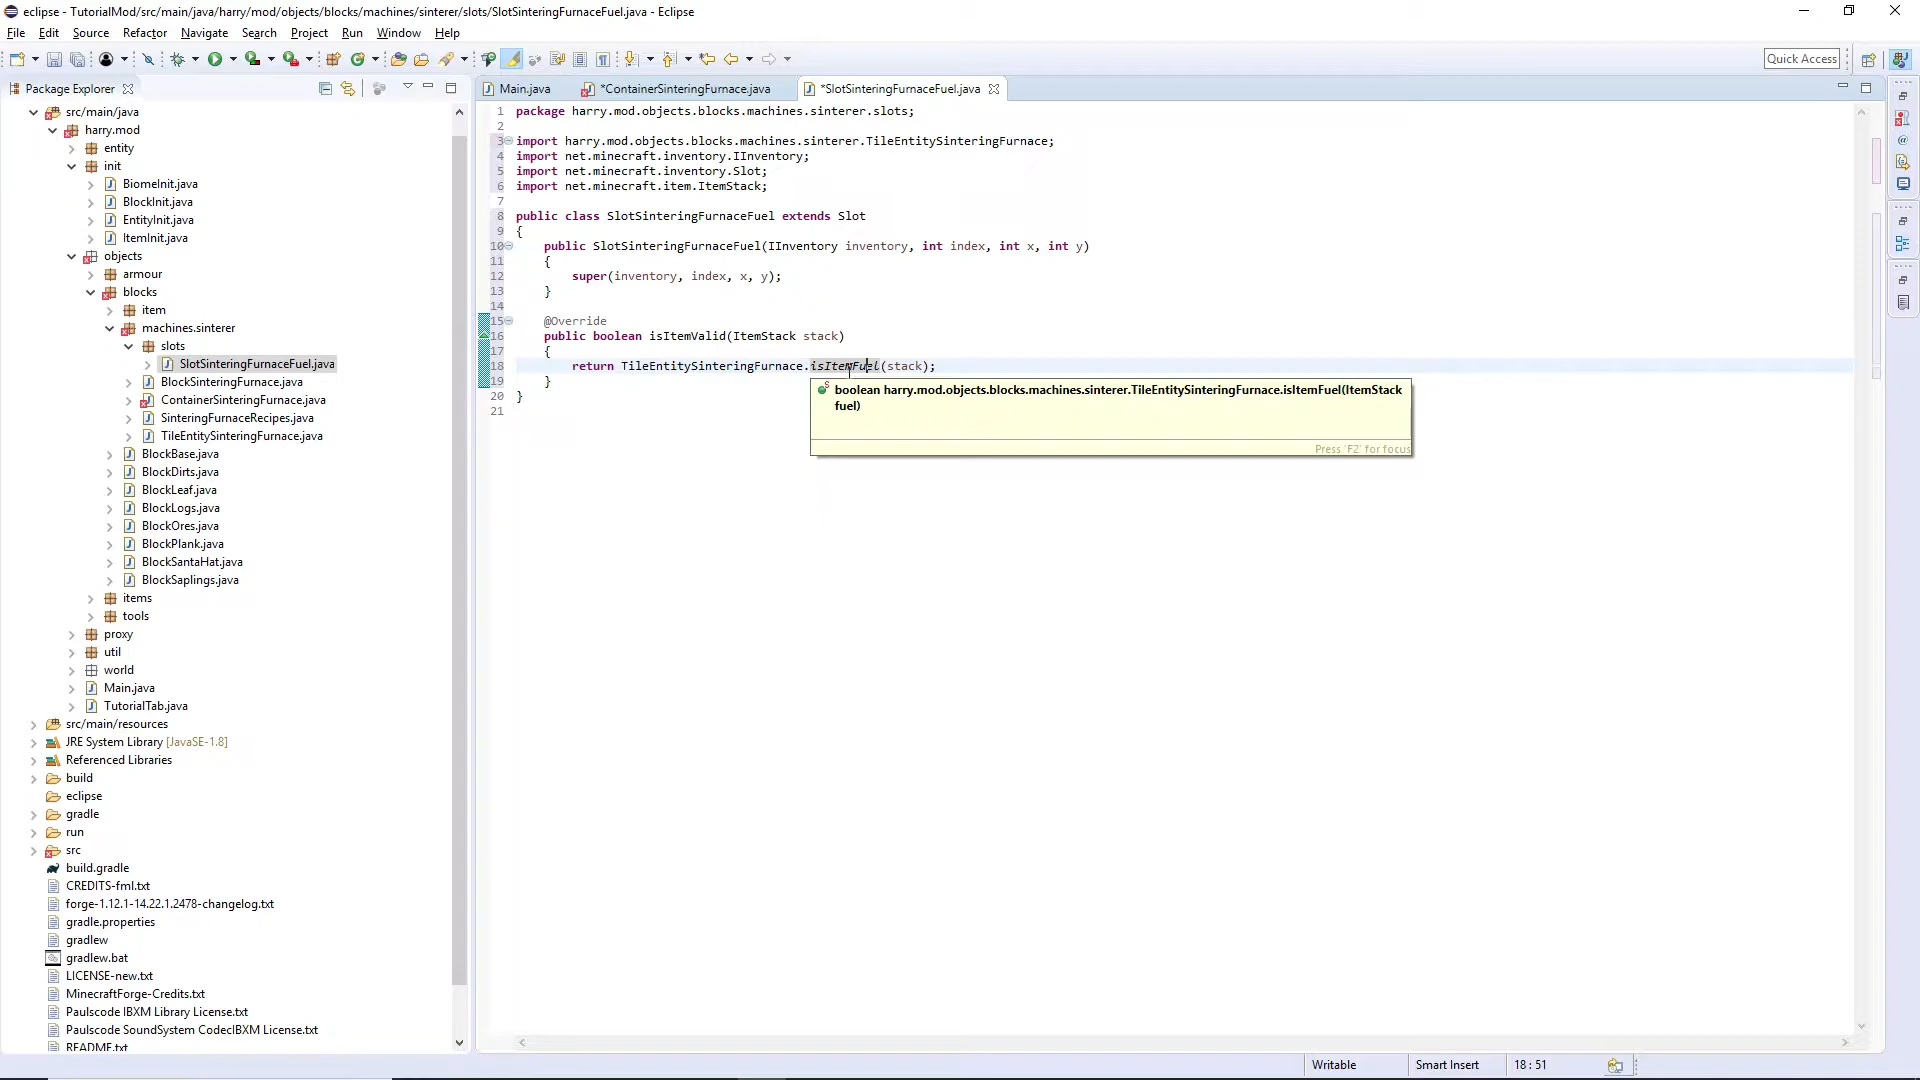 eclipse - TutorialMod/src/main/java/harry/mod/objects/blocks/machines/sinterer/slots/SlotSinteringFurnaceFuel.java - Eclipse
File Edit Source Refactor Navigate Search Project Run Window Help
Quick Access
Package Explorer
src/main/java
harry.mod
entity
init
BiomeInit.java
BlockInit.java
EntityInit.java
ItemInit.java
objects
armour
blocks
item
machines.sinterer
slots
SlotSinteringFurnaceFuel.java
BlockSinteringFurnace.java
ContainerSinteringFurnace.java
SinteringFurnaceRecipes.java
TileEntitySinteringFurnace.java
BlockBase.java
BlockDirts.java
BlockLeaf.java
BlockLogs.java
BlockOres.java
BlockPlank.java
BlockSantaHat.java
BlockSaplings.java
items
tools
proxy
util
world
Main.java
TutorialTab.java
src/main/resources
JRE System Library [JavaSE-1.8]
Referenced Libraries
build
eclipse
gradle
run
src
build.gradle
CREDITS-fml.txt
forge-1.12.1-14.22.1.2478-changelog.txt
gradle.properties
gradlew
gradlew.bat
LICENSE-new.txt
MinecraftForge-Credits.txt
Paulscode IBXM Library License.txt
Paulscode SoundSystem CodecIBXM License.txt
README.txt
Main.java *ContainerSinteringFurnace.java *SlotSinteringFurnaceFuel.java
1 package harry.mod.objects.blocks.machines.sinterer.slots;
2
3 import harry.mod.objects.blocks.machines.sinterer.TileEntitySinteringFurnace;
4 import net.minecraft.inventory.IInventory;
5 import net.minecraft.inventory.Slot;
6 import net.minecraft.item.ItemStack;
7
8 public class SlotSinteringFurnaceFuel extends Slot
9 {
10 public SlotSinteringFurnaceFuel(IInventory inventory, int index, int x, int y)
11 {
12 super(inventory, index, x, y);
13 }
14
15 @Override
16 public boolean isItemValid(ItemStack stack)
17 {
18 return TileEntitySinteringFurnace.isItemFuel(stack);
19 }
20 }
21
boolean harry.mod.objects.blocks.machines.sinterer.TileEntitySinteringFurnace.isItemFuel(ItemStack
fuel)
Press 'F2' for focus
Writable Smart Insert 18 : 51